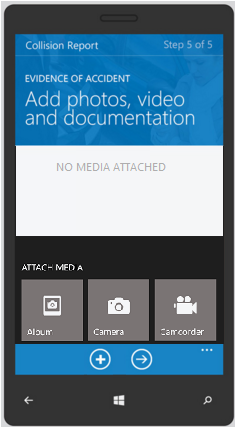 Collision Report Step 5 of 5
EVIDENCE OF ACCIDENT
Add photos, video
and documentation
NO MEDIA ATTACHED
ATTACH MEDIA
Album Camera Camcorder